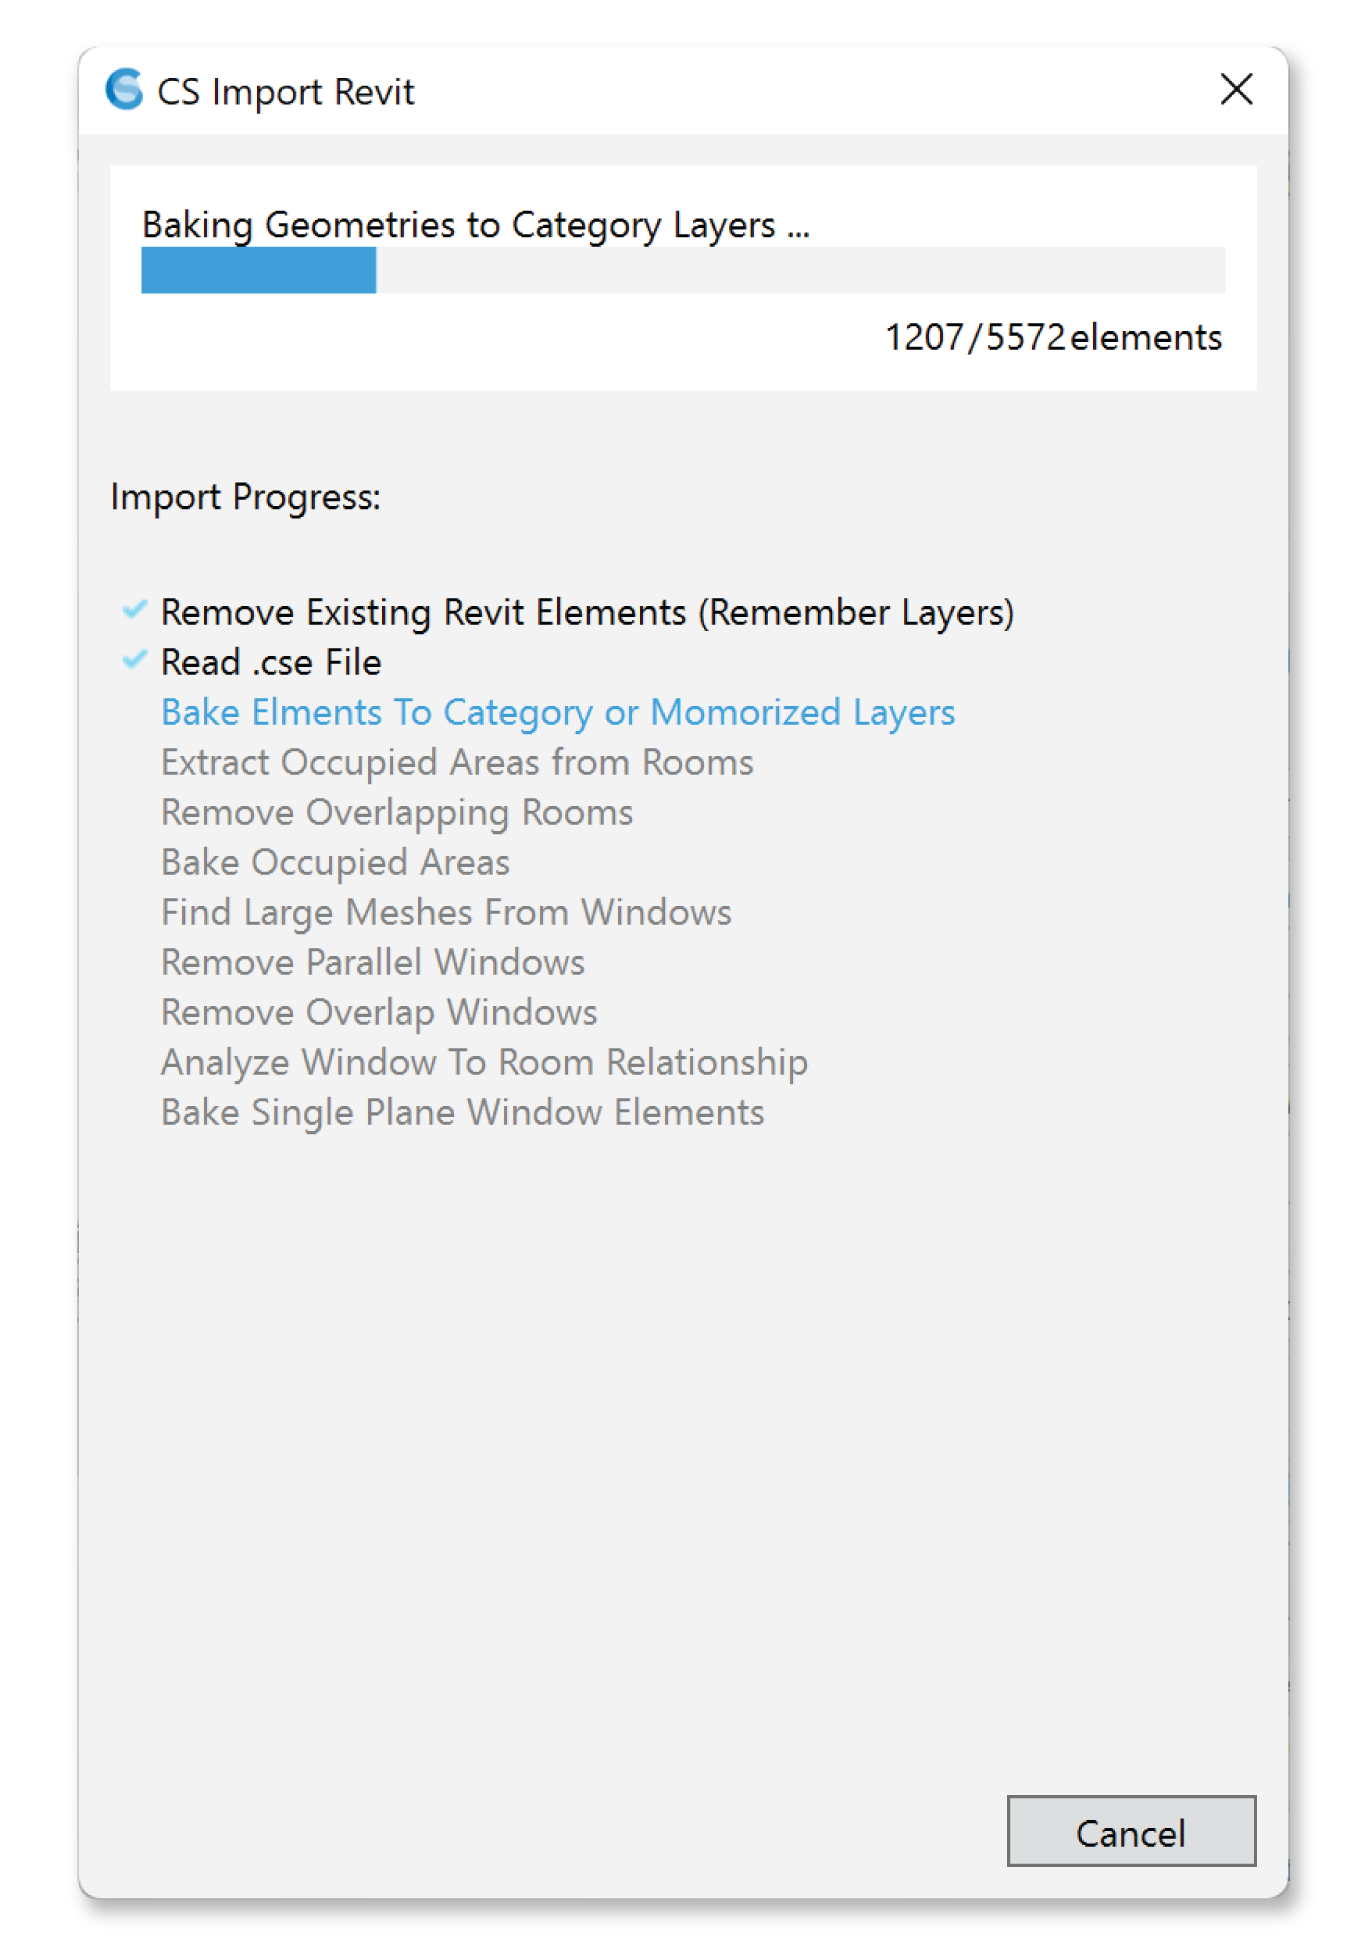 CS Import Revit
Baking Geometries to Category Layers ...
1207/5572 elements
Import Progress:
Remove Existing Revit Elements (Remember Layers)
Read .cse File
Bake Elments To Category or Momorized Layers
Extract Occupied Areas from Rooms
Remove Overlapping Rooms
Bake Occupied Areas
Find Large Meshes From Windows
Remove Parallel Windows
Remove Overlap Windows
Analyze Window To Room Relationship
Bake Single Plane Window Elements
Cancel